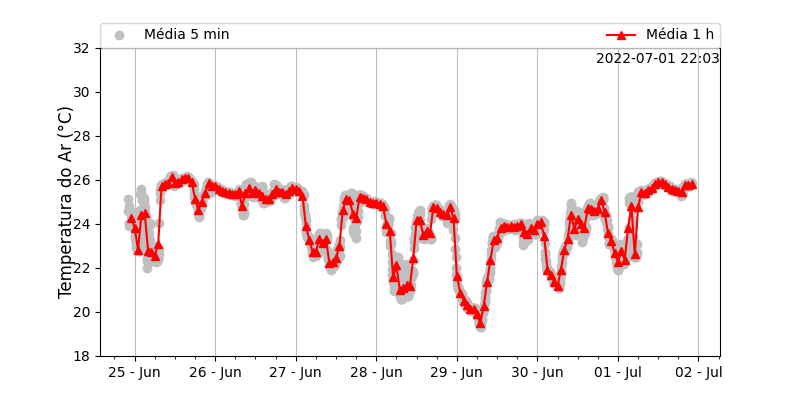 Média 5 min
Média 1 h
2022-07-01 22:03
Temperatura do Ar (°C)
32
30
28
26
24
22
20
18
25 - Jun
26 - Jun
27 - Jun
28 - Jun
29 - Jun
30 - Jun
01 - Jul
02 - Jul